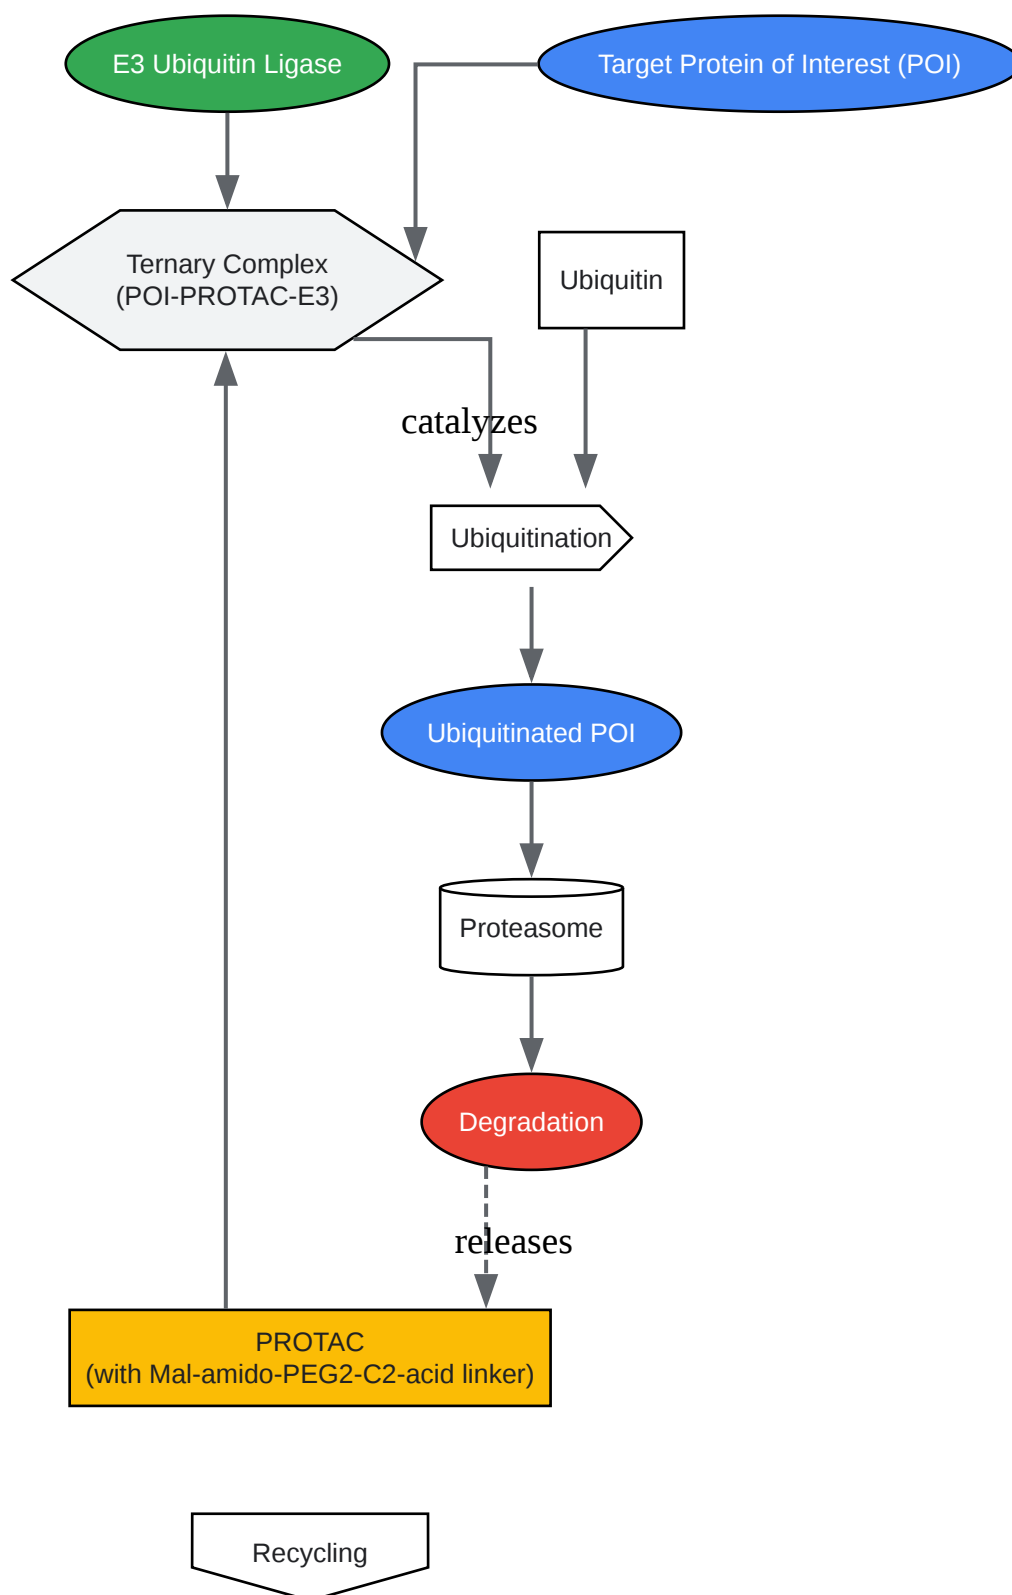 E3 Ubiquitin Ligase
Target Protein of Interest (POI)
Ternary Complex
(POI-PROTAC-E3)
Ubiquitin
catalyzes
Ubiquitination
Ubiquitinated POI
Proteasome
Degradation
releases
PROTAC
(with Mal-amido-PEG2-C2-acid linker)
Recycling